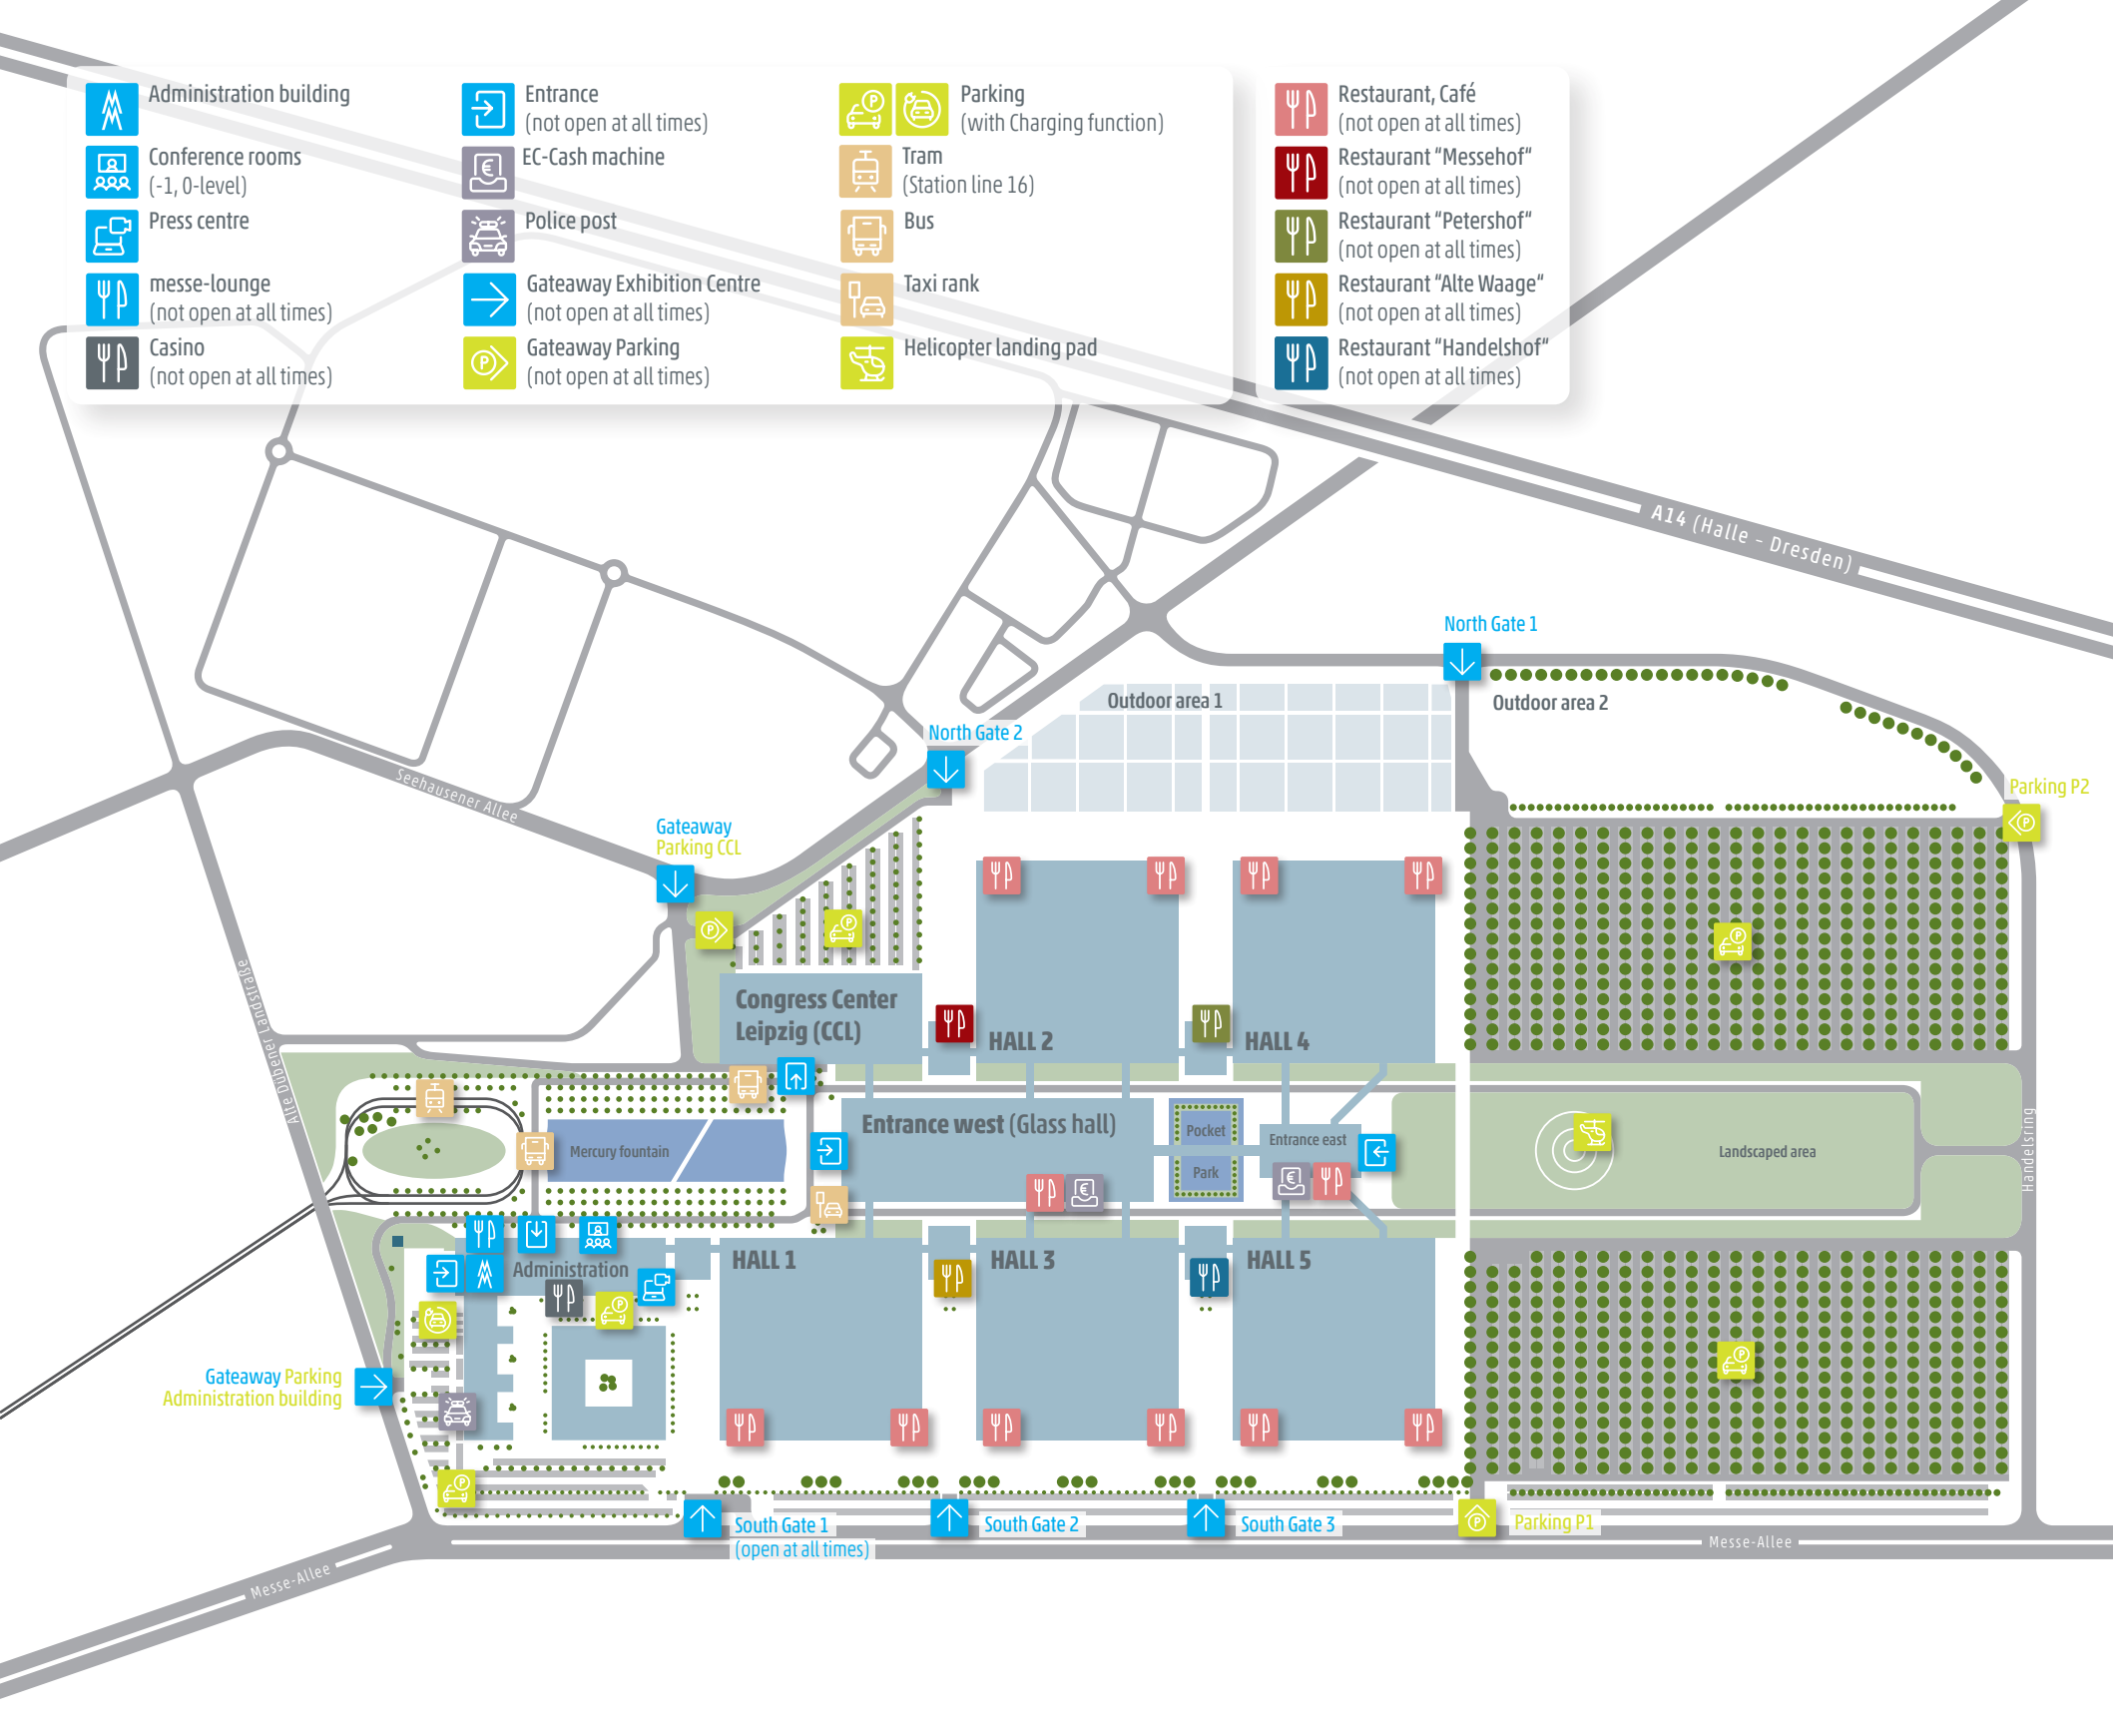 Administration building
Conference rooms
(-1, 0-level)
Press centre
messe-lounge
(not open at all times)
Casino
(not open at all times)
Entrance
(not open at all times)
EC-Cash machine
Police post
Gateaway Exhibition Centre
(not open at all times)
Gateaway Parking
(not open at all times)
Parking
(with Charging function)
Tram
(Station line 16)
Bus
Taxi rank
Helicopter landing pad
Restaurant, Café
(not open at all times)
Restaurant “Messehof“
(not open at all times)
Restaurant “Petershof“
(not open at all times)
Restaurant “Alte Waage“
(not open at all times)
Restaurant “Handelshof“
(not open at all times)
A14 (Halle – Dresden)
North Gate 1
Outdoor area 1
Outdoor area 2
North Gate 2
Seehausener Allee
Parking P2
Gateaway
Parking CCL
Alte Dübener Landstraße
Congress Center
Leipzig (CCL)
HALL 2
HALL 4
Entrance west (Glass hall)
Pocket
Park
Entrance east
Mercury fountain
Landscaped area
Handelsring
Administration
HALL 1
HALL 3
HALL 5
Gateaway Parking
Administration building
South Gate 1
(open at all times)
South Gate 2
South Gate 3
Parking P1
Messe-Allee
Messe-Allee